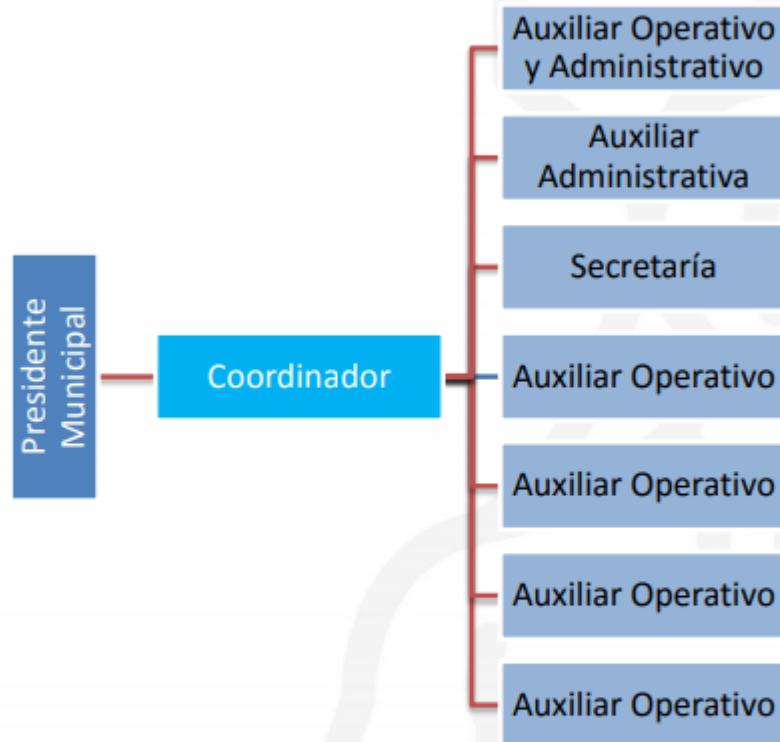 Presidente
Municipal
Coordinador
Auxiliar Operativo
y Administrativo
Auxiliar
Administrativa
Secretaría
Auxiliar Operativo
Auxiliar Operativo
Auxiliar Operativo
Auxiliar Operativo